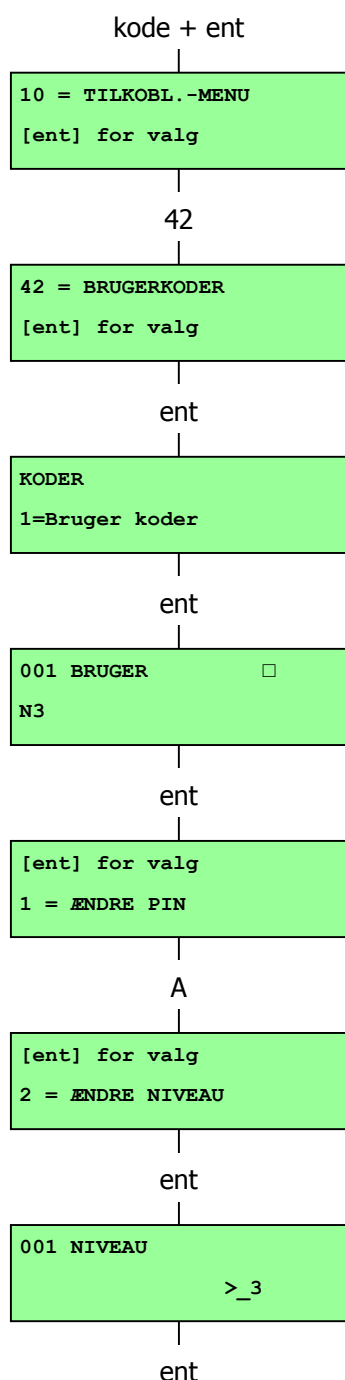 kode + ent
10 = TILKOBL.-MENU
[ent] for valg
42
42 = BRUGERKODER
[ent] for valg
ent
KODER
1=Bruger koder
ent
001 BRUGER □
N3
ent
[ent] for valg
1 = ÆNDRE PIN
A
[ent] for valg
2 = ÆNDRE NIVEAU
ent
001 NIVEAU
>_3
ent